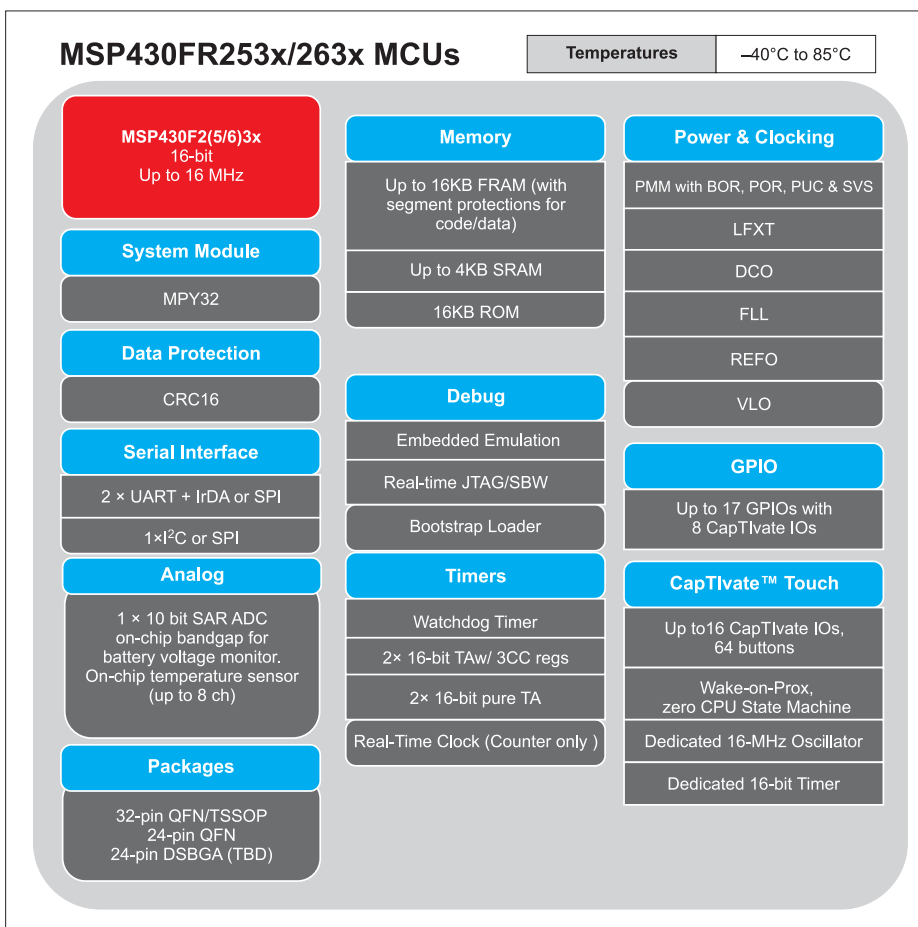 MSP430FR253x/263x MCUs
Temperatures
–40°C to 85°C
MSP430F2(5/6)3x
16-bit
Up to 16 MHz
System Module
MPY32
Data Protection
CRC16
Serial Interface
2 × UART + IrDA or SPI
1×I²C or SPI
Analog
1 × 10 bit SAR ADC
on-chip bandgap for
battery voltage monitor.
On-chip temperature sensor
(up to 8 ch)
Packages
32-pin QFN/TSSOP
24-pin QFN
24-pin DSBGA (TBD)
Memory
Up to 16KB FRAM (with
segment protections for
code/data)
Up to 4KB SRAM
16KB ROM
Debug
Embedded Emulation
Real-time JTAG/SBW
Bootstrap Loader
Timers
Watchdog Timer
2× 16-bit TAw/ 3CC regs
2× 16-bit pure TA
Real-Time Clock (Counter only )
Power & Clocking
PMM with BOR, POR, PUC & SVS
LFXT
DCO
FLL
REFO
VLO
GPIO
Up to 17 GPIOs with
8 CapTIvate IOs
CapTIvate™ Touch
Up to16 CapTIvate IOs,
64 buttons
Wake-on-Prox,
zero CPU State Machine
Dedicated 16-MHz Oscillator
Dedicated 16-bit Timer